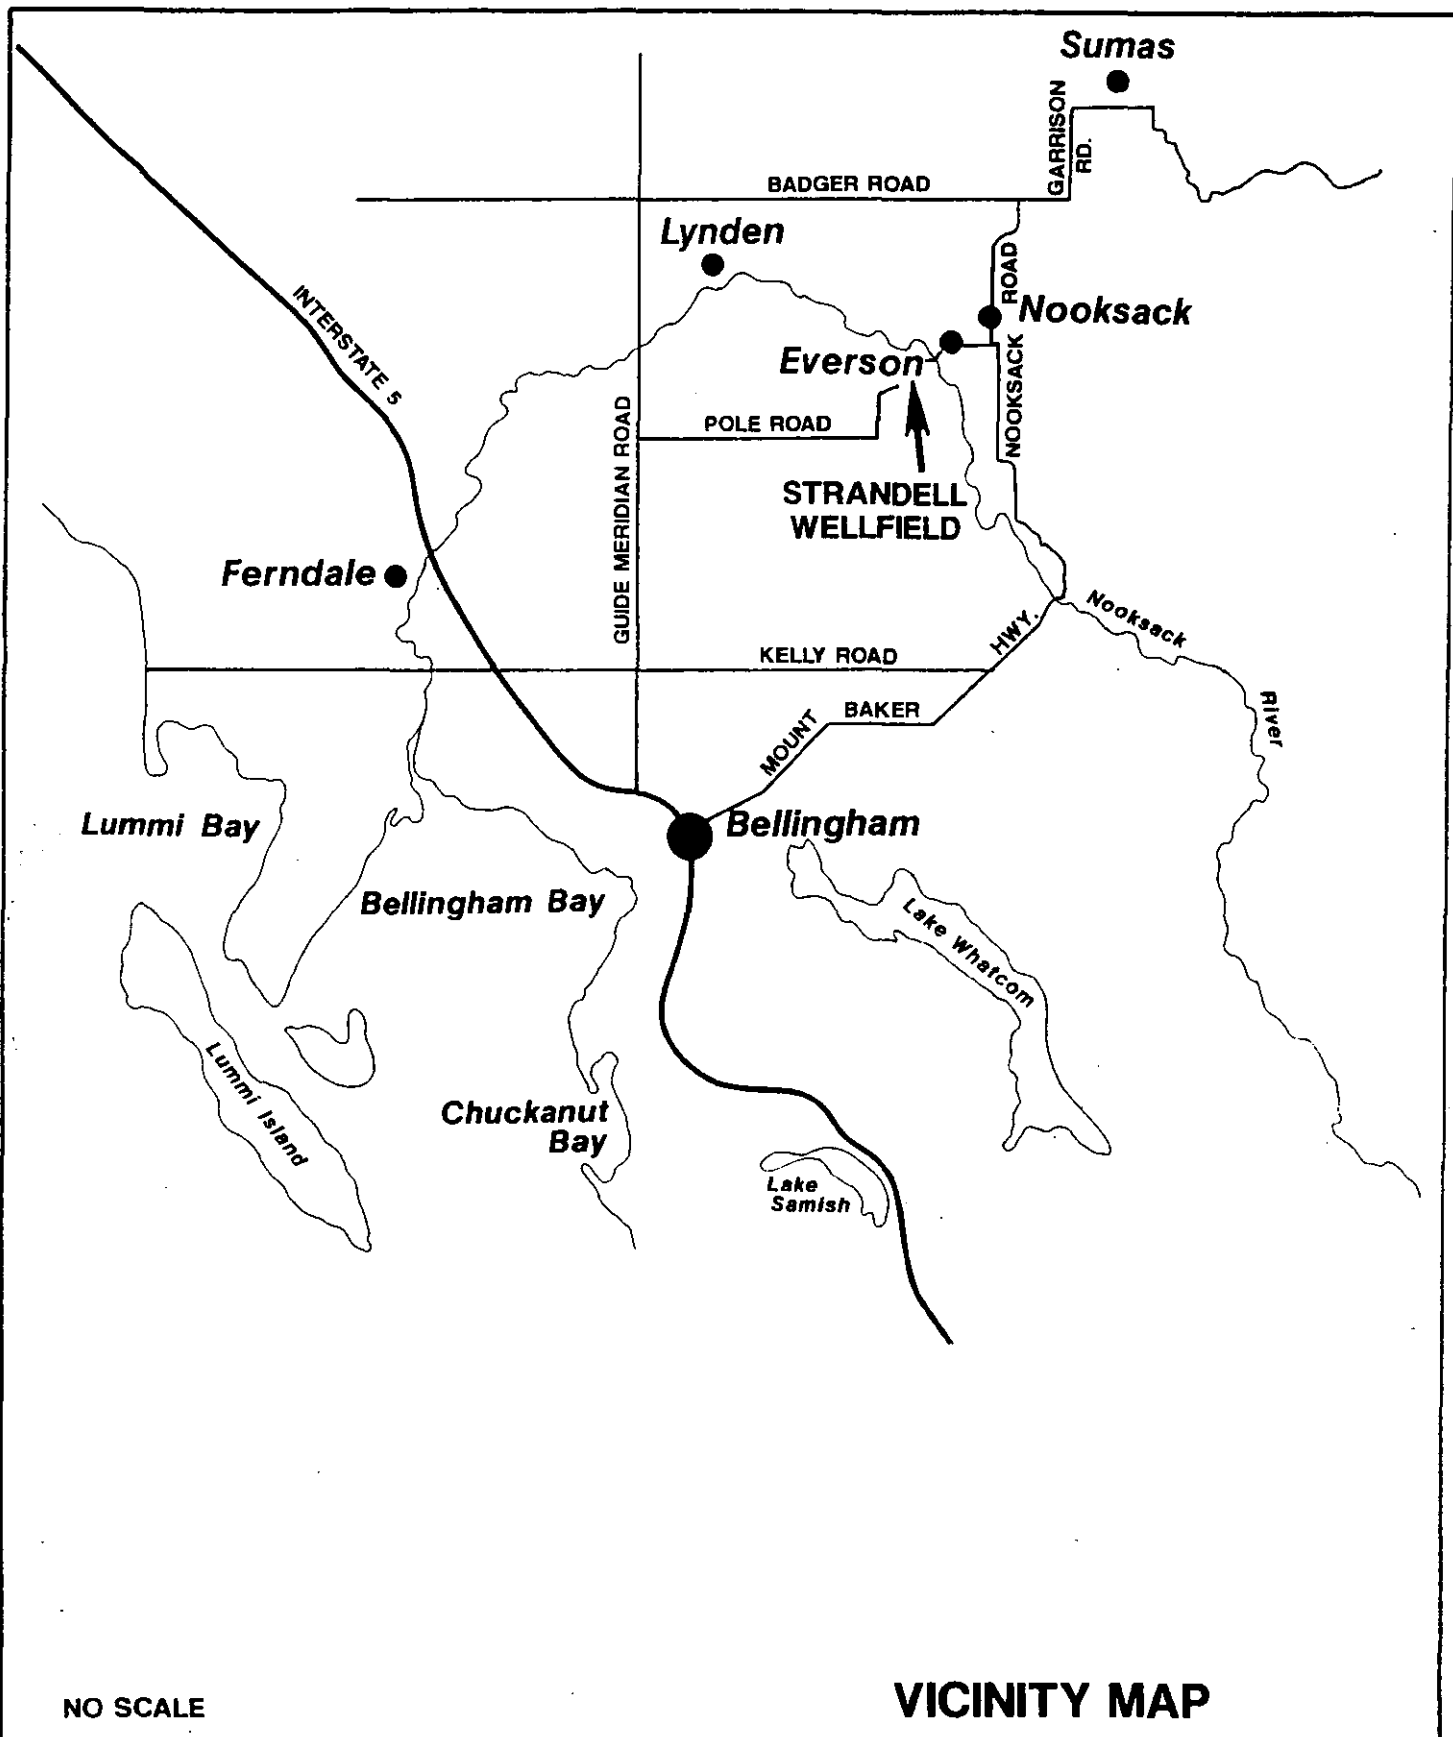 Sumas
GARRISON
RD.
BADGER ROAD
Lynden
ROAD
Nooksack
INTERSTATE 5
Everson
NOOKSACK
GUIDE MERIDIAN ROAD
POLE ROAD
STRANDELL
WELLFIELD
Ferndale
Nooksack
River
HWY.
KELLY ROAD
BAKER
MOUNT
Lummi Bay
Bellingham
Bellingham Bay
Lake Whatcom
Lummi Island
Chuckanut
Bay
Lake
Samish
NO SCALE
VICINITY MAP